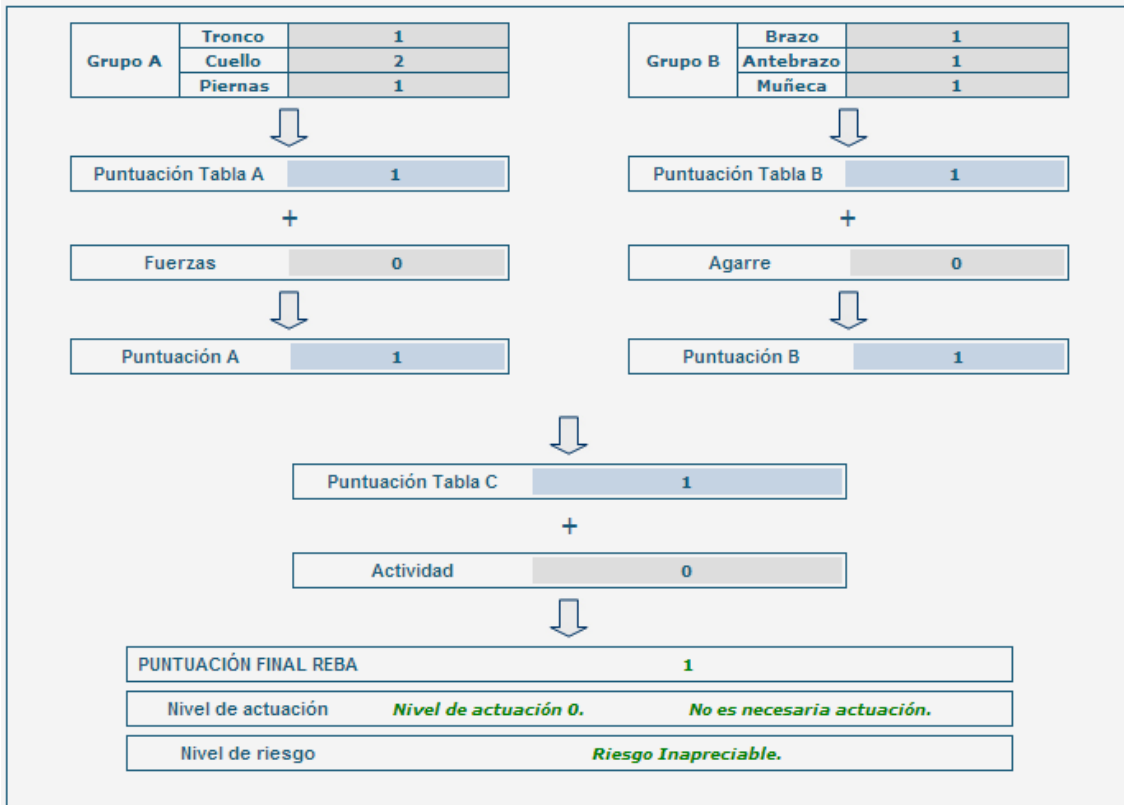 Grupo A
Tronco 1
Cuello 2
Piernas 1
Grupo B
Brazo 1
Antebrazo 1
Muñeca 1
Puntuación Tabla A 1
Puntuación Tabla B 1
+ +
Fuerzas 0
Agarre 0
Puntuación A 1
Puntuación B 1
Puntuación Tabla C 1
+
Actividad 0
PUNTUACIÓN FINAL REBA 1
Nivel de actuación Nivel de actuación 0. No es necesaria actuación.
Nivel de riesgo Riesgo Inapreciable.